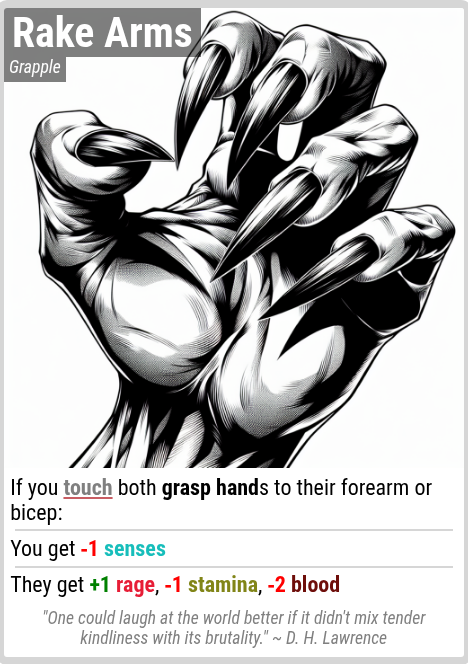 Rake Arms
Grapple
If you touch both grasp hands to their forearm or
bicep:
You get -1 senses
They get +1 rage, -1 stamina, -2 blood
"One could laugh at the world better if it didn't mix tender
kindliness with its brutality." ~ D. H. Lawrence